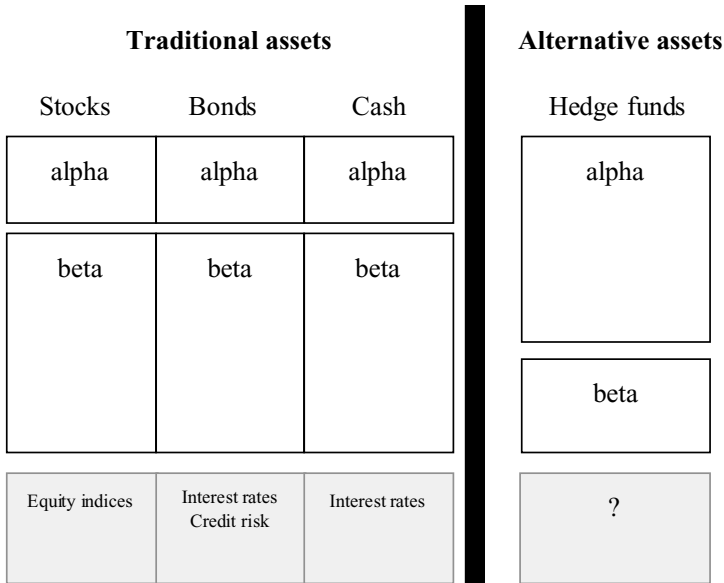 Traditional assets
Alternative assets
Stocks
Bonds
Cash
Hedge funds
alpha
alpha
alpha
alpha
beta
beta
beta
beta
Equity indices
Interest rates
Credit risk
Interest rates
?